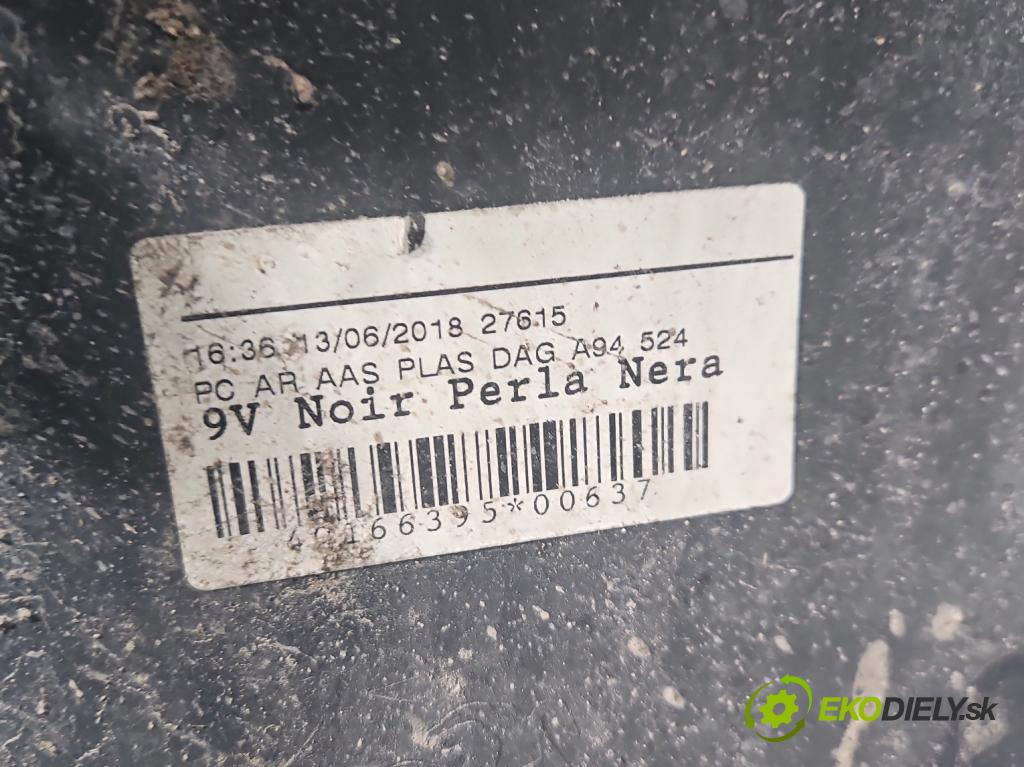 16:36 13/06/2018 27615
PC AR AAS PLAS DAG A94 524
9V Noir Perla Nera
40166395*00637
EKODIELY.sk